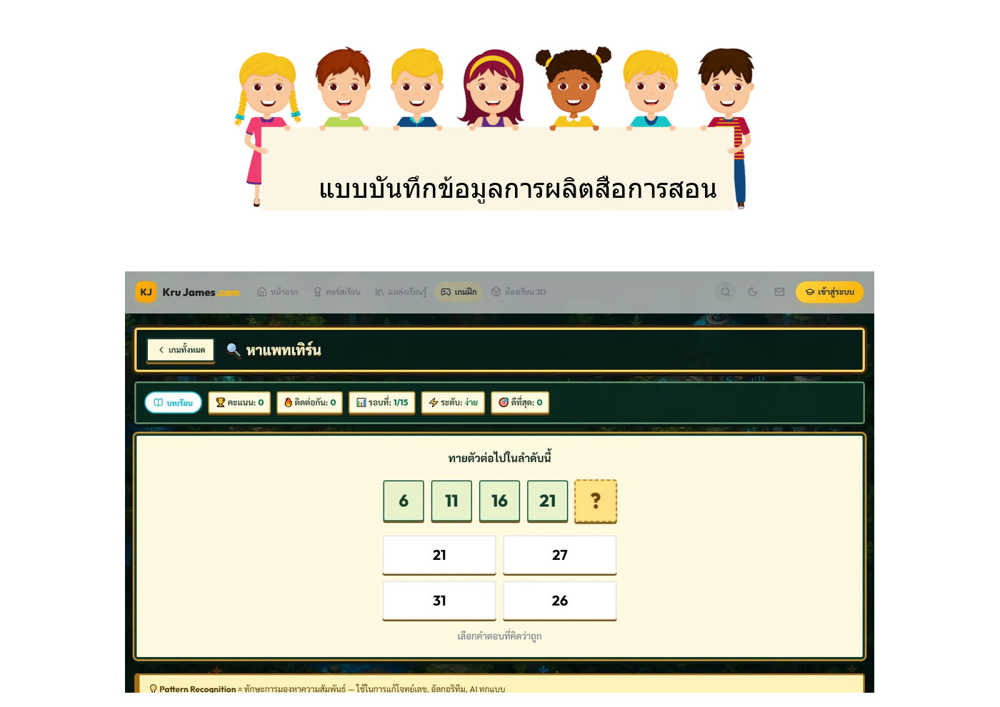 แบบบันทึกข้อมูลการผลิตสื่อการสอน
KJ Kru James.com หน้าแรก คอร์สเรียน แหล่งเรียนรู้ เกมฝึก ห้องเรียน 3D เข้าสู่ระบบ
เกมทั้งหมด หาแพทเทิร์น
บทเรียน คะแนน: 0 ติดต่อกัน: 0 รอบที่: 1/15 ระดับ: ง่าย ดีที่สุด: 0
ทายตัวต่อไปในลำดับนี้
6 11 16 21 ?
21 27
31 26
เลือกคำตอบที่คิดว่าถูก
Pattern Recognition = ทักษะการมองหาความสัมพันธ์ — ใช้ในการแก้โจทย์เลข, อัลกอริทึม, AI ทุกแบบ